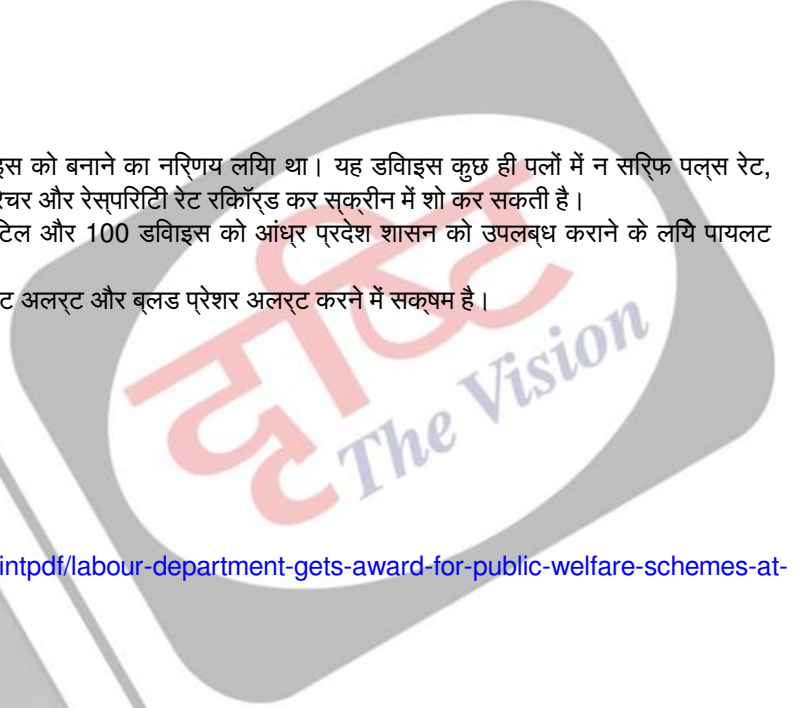 इस को बनाने का निर्णय लिया था। यह डिवाइस कुछ ही पलों में न सिर्फ पल्स रेट,
रेचर और रेस्परिटी रेट रिकॉर्ड कर स्क्रीन में शो कर सकती है।
टिल और 100 डिवाइस को आंध्र प्रदेश शासन को उपलब्ध कराने के लिये पायलट
ट अलर्ट और ब्लड प्रेशर अलर्ट करने में सक्षम है।
दृष्टि
The Vision
intpdf/labour-department-gets-award-for-public-welfare-schemes-at-